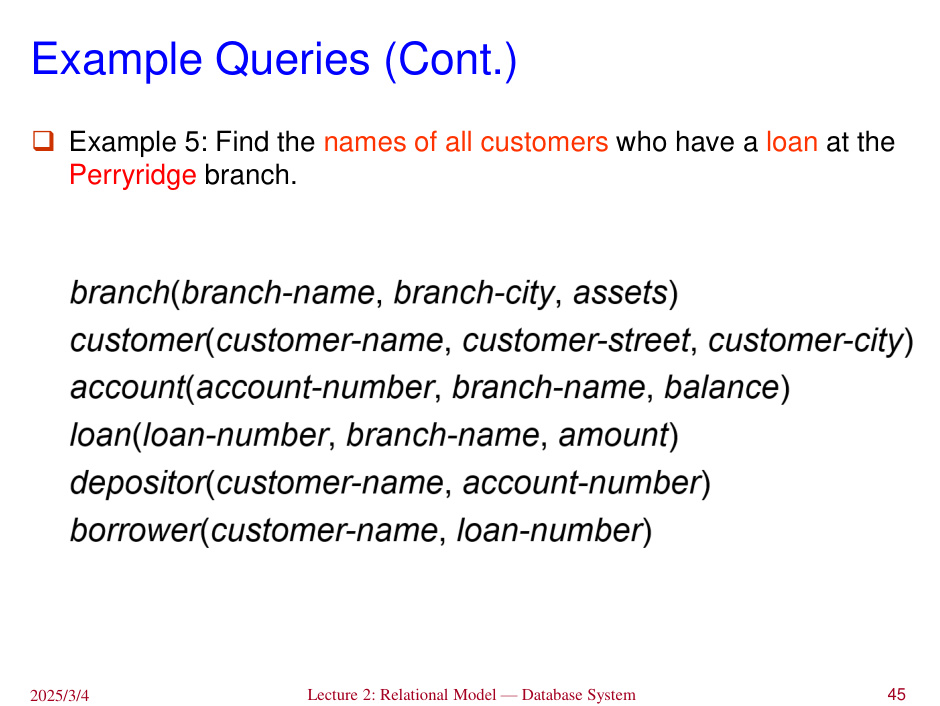 Example Queries (Cont.)
❑ Example 5: Find the names of all customers who have a loan at the
Perryridge branch.
branch(branch-name, branch-city, assets)
customer(customer-name, customer-street, customer-city)
account(account-number, branch-name, balance)
loan(loan-number, branch-name, amount)
depositor(customer-name, account-number)
borrower(customer-name, loan-number)
2025/3/4 Lecture 2: Relational Model — Database System 45